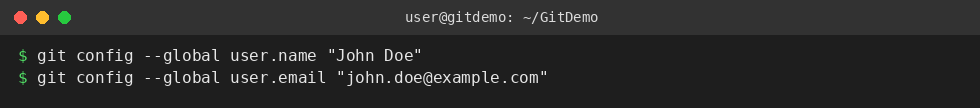 user@gitdemo: ~/GitDemo
$ git config --global user.name "John Doe"
$ git config --global user.email "john.doe@example.com"